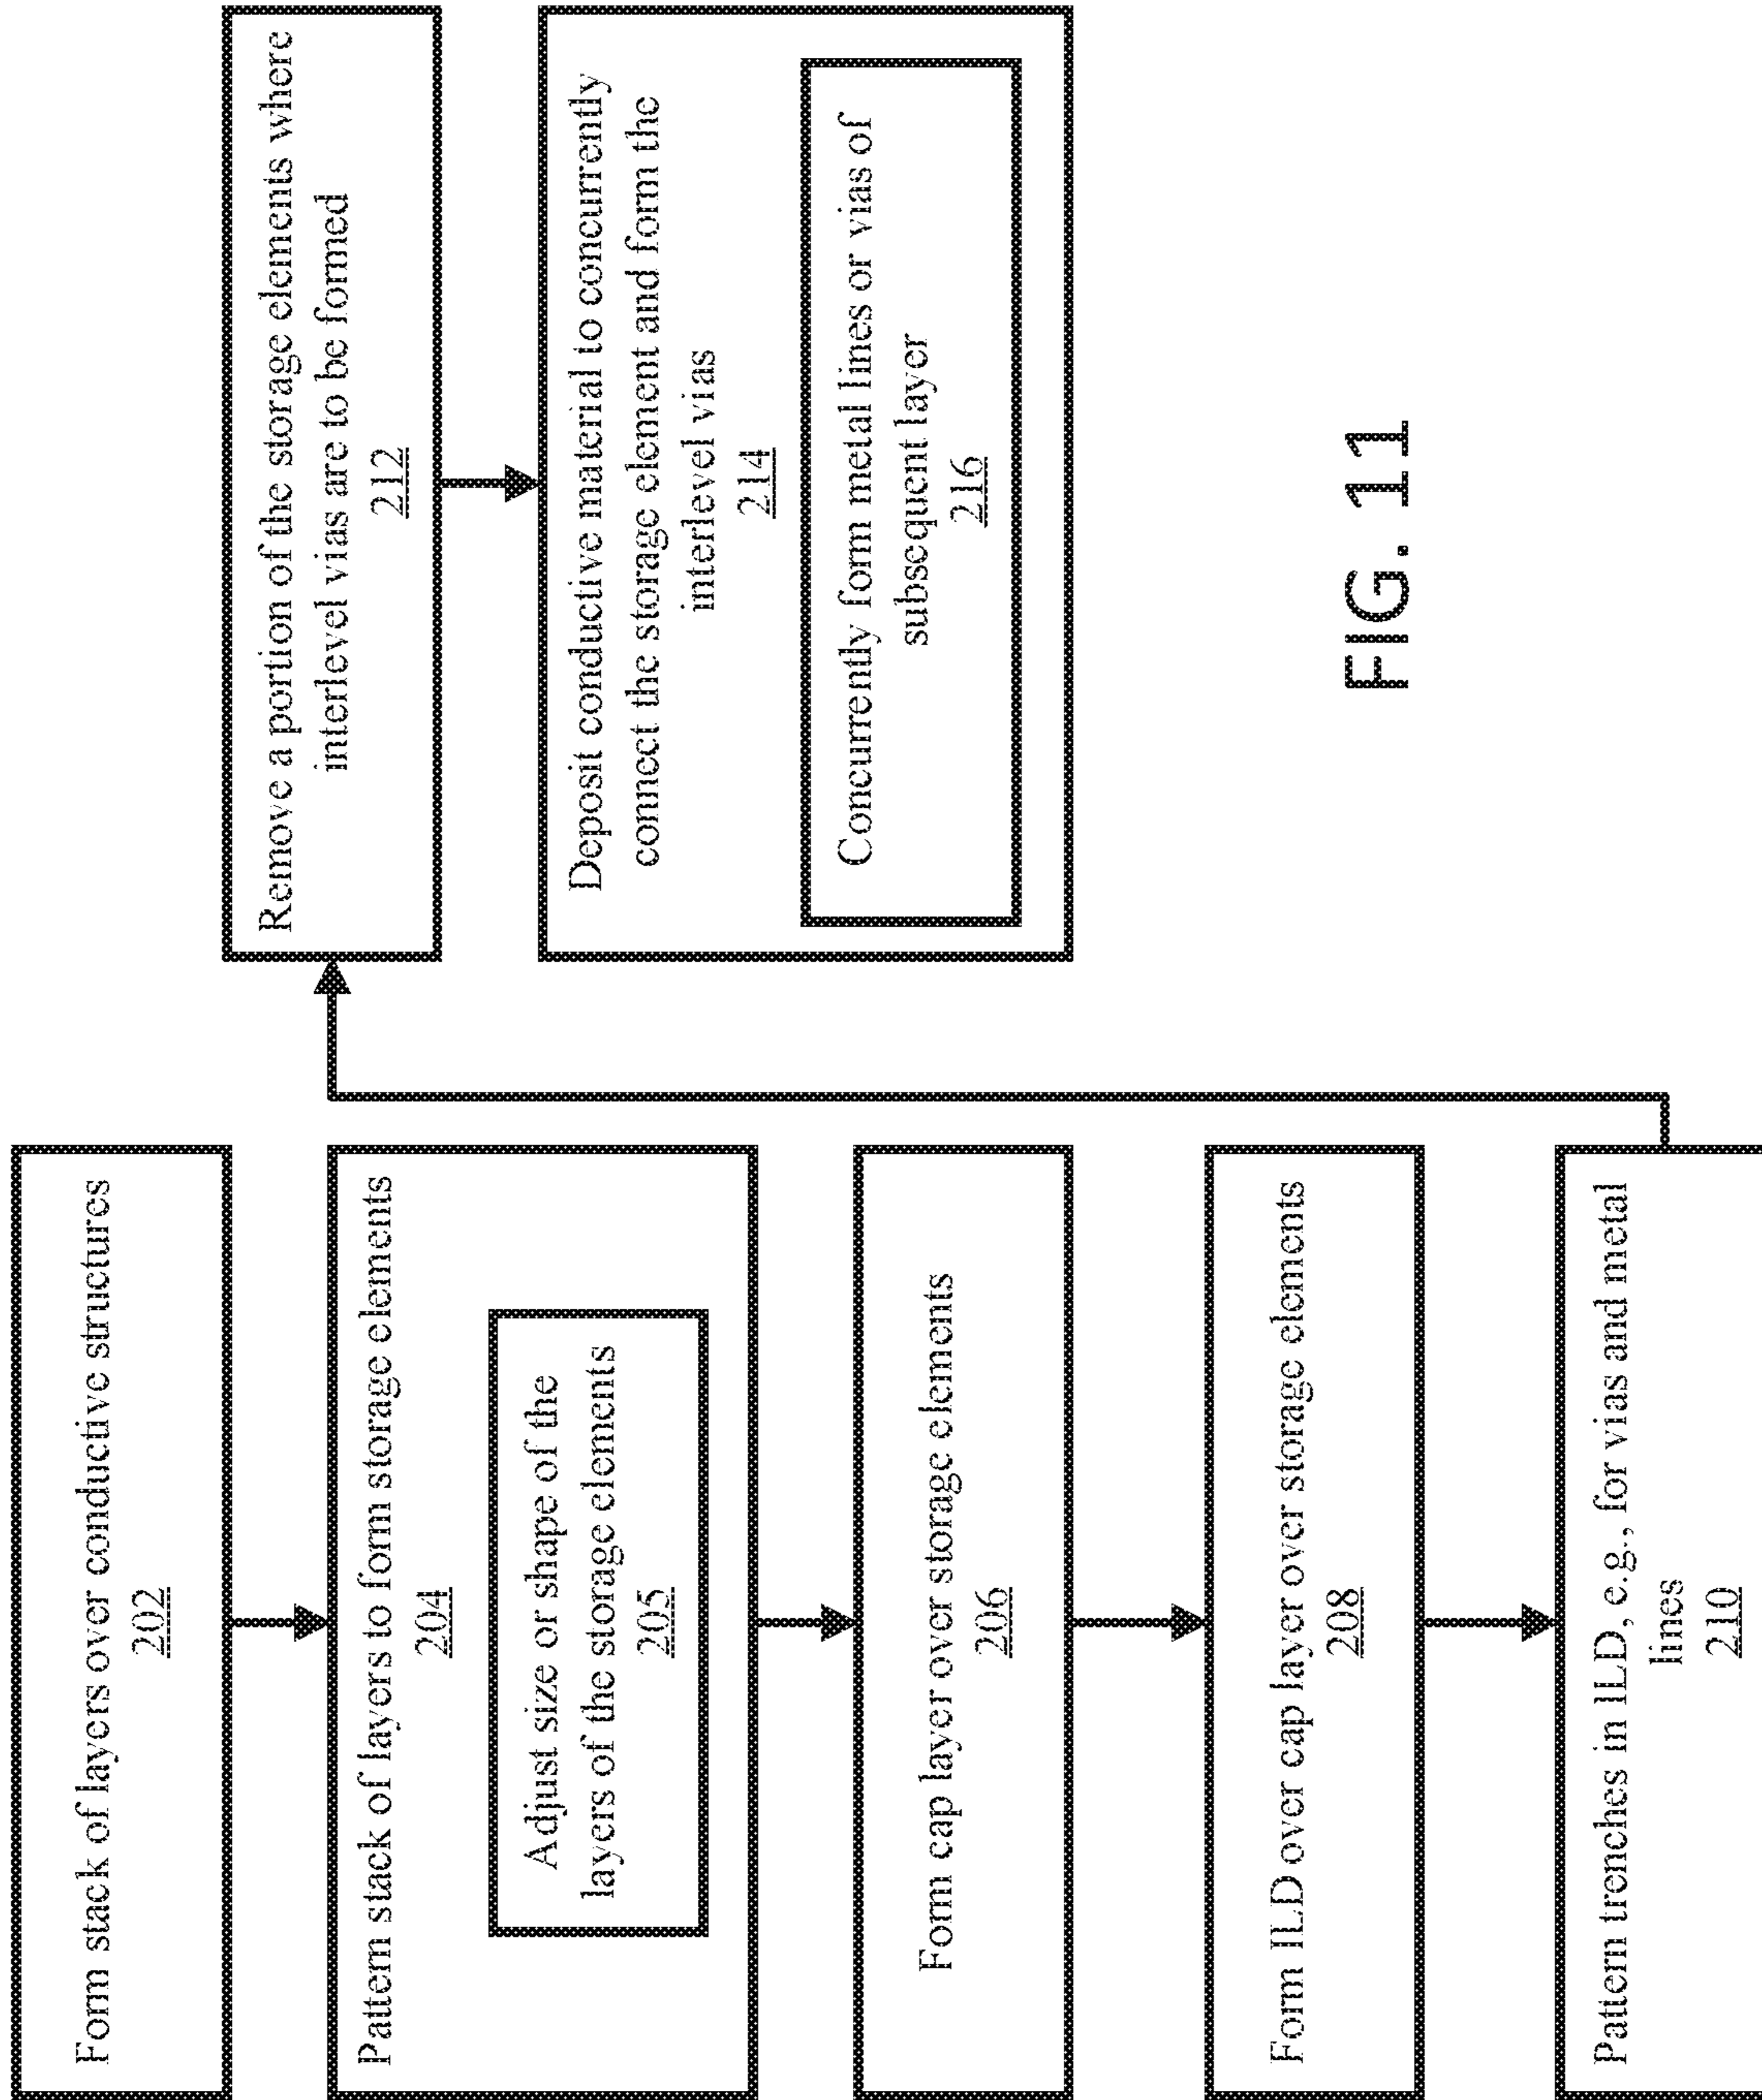 Form stack of layers over conductive structures
202
Pattern stack of layers to form storage elements
204
Adjust size or shape of the
layers of the storage elements
205
Form cap layer over storage elements
206
Form ILD over cap layer over storage elements
208
Pattern trenches in ILD, e.g., for vias and metal
lines
210
Remove a portion of the storage elements where
interlevel vias are to be formed
212
Deposit conductive material to concurrently
connect the storage element and form the
interlevel vias
214
Concurrently form metal lines or vias of
subsequent layer
216
FIG. 11